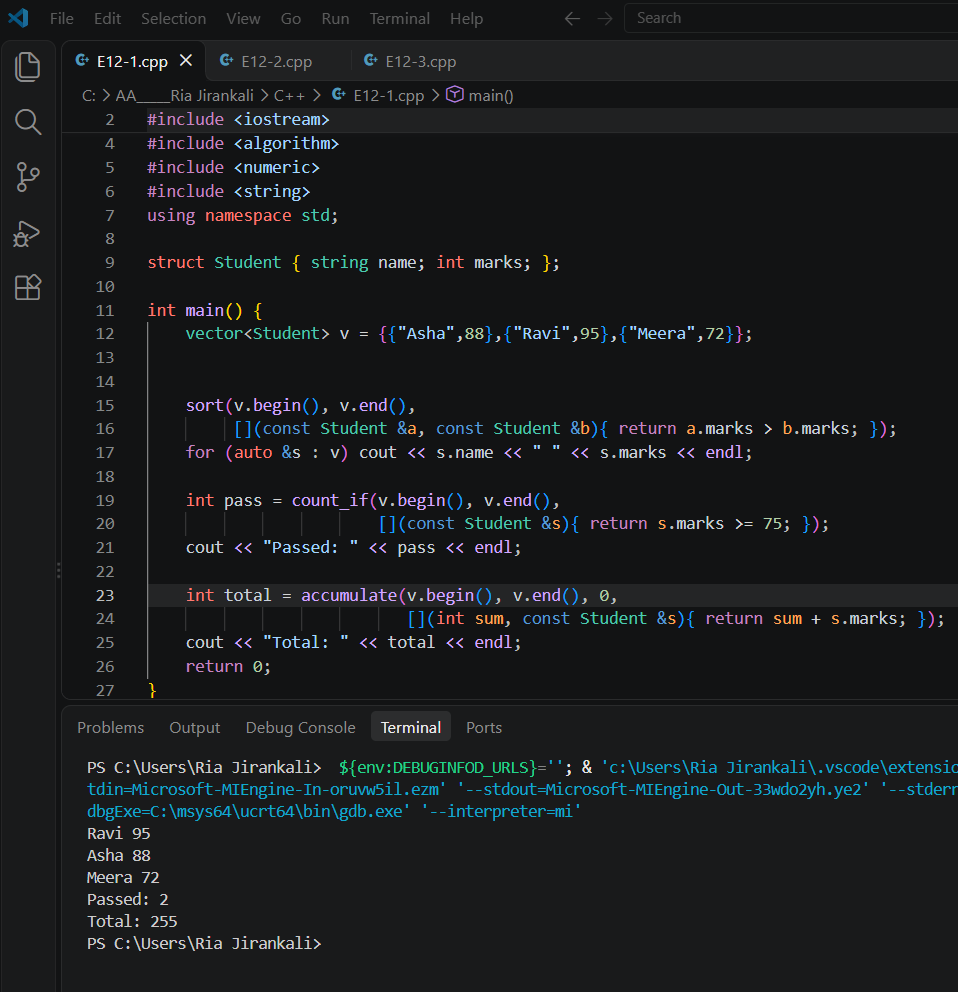 File Edit Selection View Go Run Terminal Help
Search
E12-1.cpp
E12-2.cpp
E12-3.cpp
C: > AA____Ria Jirankali > C++ > E12-1.cpp > main()
2 #include <iostream>
4 #include <algorithm>
5 #include <numeric>
6 #include <string>
7 using namespace std;
8
9 struct Student { string name; int marks; };
10
11 int main() {
12     vector<Student> v = {{"Asha",88},{"Ravi",95},{"Meera",72}};
13
14
15     sort(v.begin(), v.end(),
16          [](const Student &a, const Student &b){ return a.marks > b.marks; });
17     for (auto &s : v) cout << s.name << " " << s.marks << endl;
18
19     int pass = count_if(v.begin(), v.end(),
20                         [](const Student &s){ return s.marks >= 75; });
21     cout << "Passed: " << pass << endl;
22
23     int total = accumulate(v.begin(), v.end(), 0,
24                            [](int sum, const Student &s){ return sum + s.marks; });
25     cout << "Total: " << total << endl;
26     return 0;
27 }
Problems Output Debug Console Terminal Ports
PS C:\Users\Ria Jirankali>  ${env:DEBUGINFOD_URLS}=''; & 'c:\Users\Ria Jirankali\.vscode\extensio
tdin=Microsoft-MIEngine-In-oruvw5il.ezm' '--stdout=Microsoft-MIEngine-Out-33wdo2yh.ye2' '--stderr
dbgExe=C:\msys64\ucrt64\bin\gdb.exe' '--interpreter=mi'
Ravi 95
Asha 88
Meera 72
Passed: 2
Total: 255
PS C:\Users\Ria Jirankali>